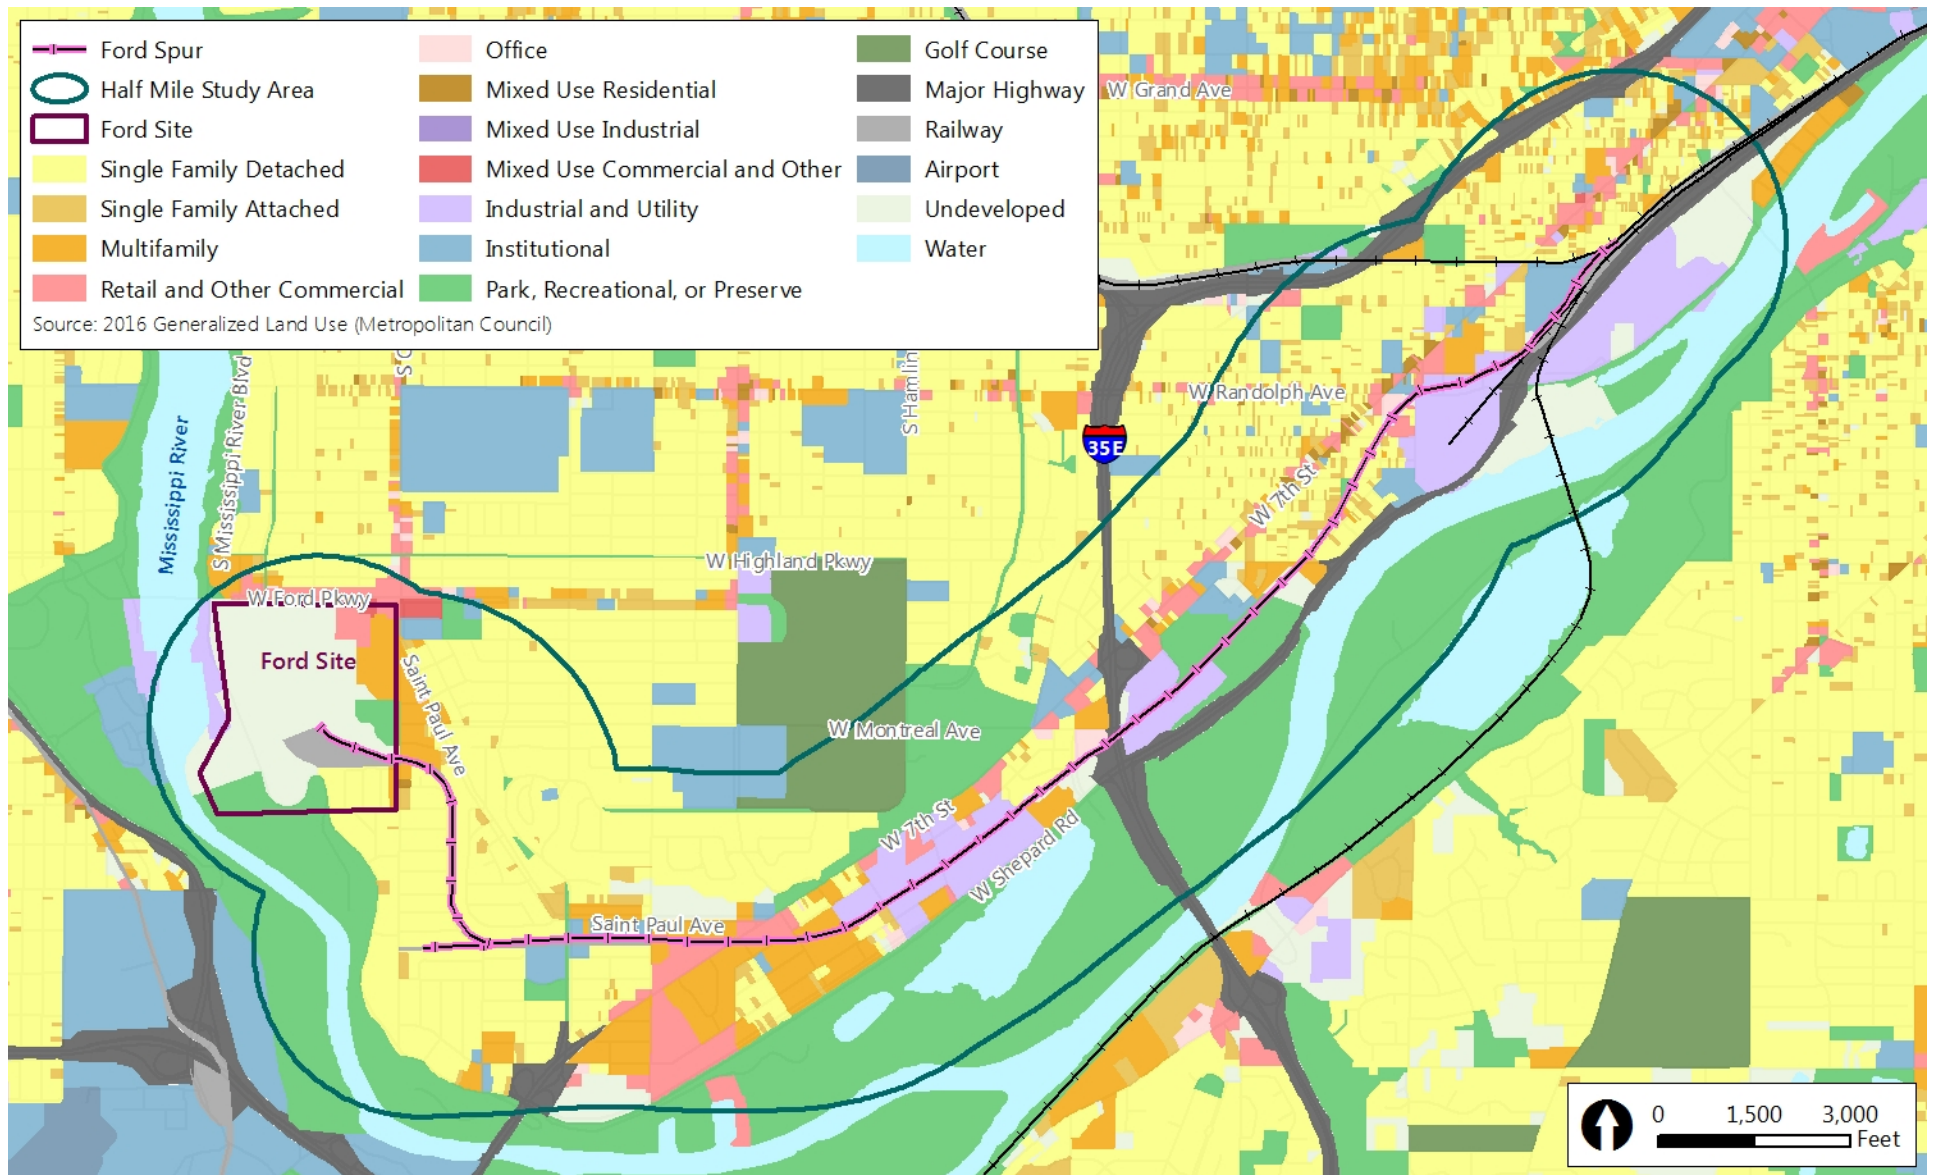 Ford Spur
Half Mile Study Area
Ford Site
Single Family Detached
Single Family Attached
Multifamily
Retail and Other Commercial
Office
Mixed Use Residential
Mixed Use Industrial
Mixed Use Commercial and Other
Industrial and Utility
Institutional
Park, Recreational, or Preserve
Golf Course
Major Highway
Railway
Airport
Undeveloped
Water
Source: 2016 Generalized Land Use (Metropolitan Council)
W Grand Ave
S Hamlin
W Randolph Ave
35E
Mississippi River
S Mississippi River Blvd
W 7th St
W Highland Pkwy
W Ford Pkwy
Ford Site
Saint Paul Ave
W Montreal Ave
W 7th St
W Shepard Rd
Saint Paul Ave
0 1,500 3,000
Feet